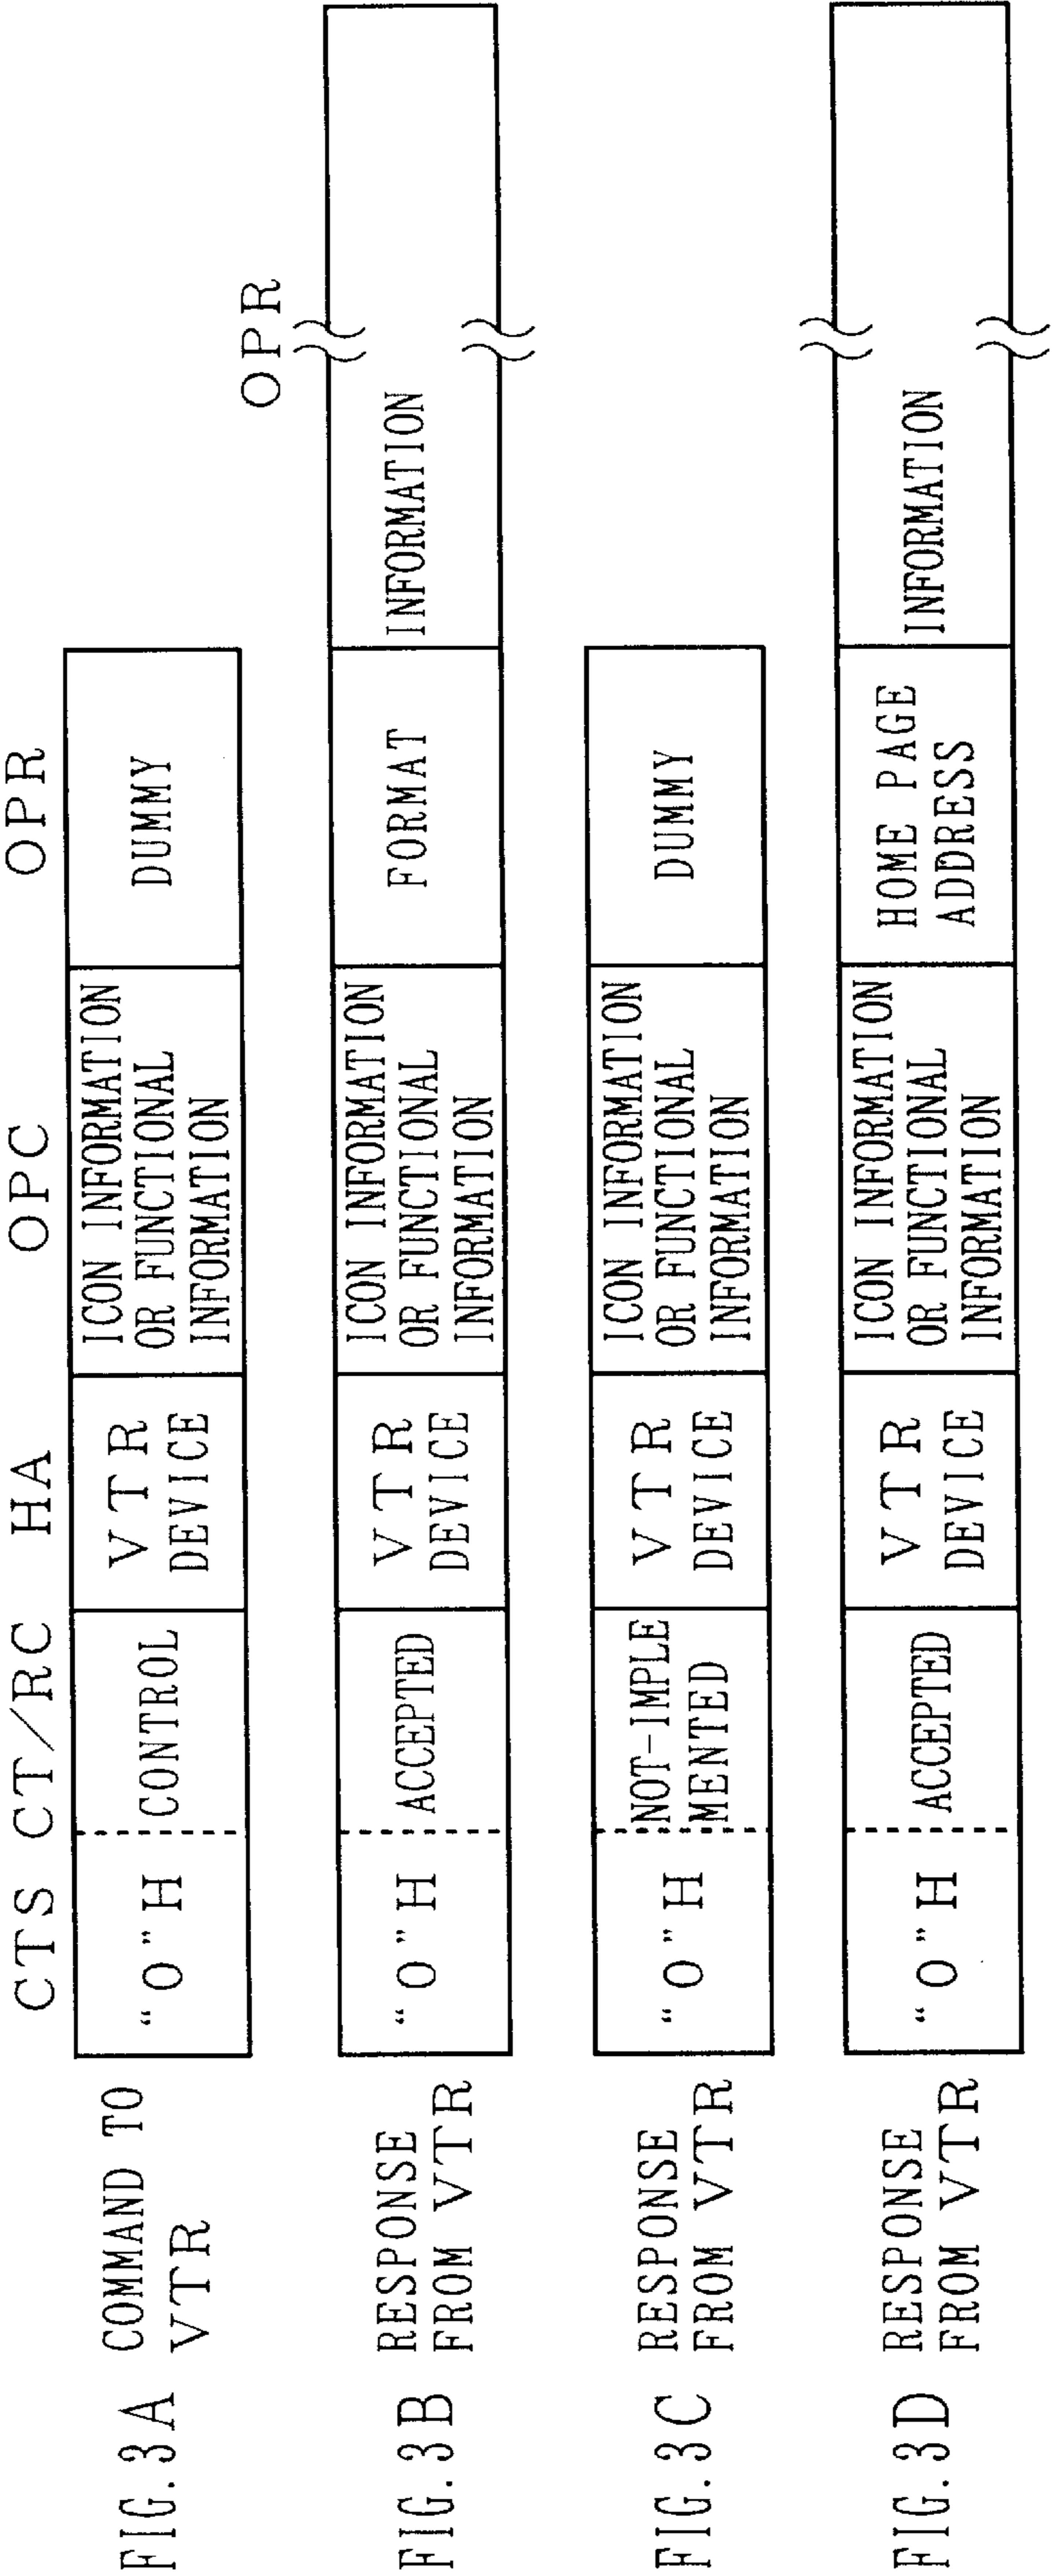 CTS CT/RC HA OPC OPR
FIG.3A COMMAND TO
VTR
"0"H
CONTROL
VTR
DEVICE
ICON INFORMATION
OR FUNCTIONAL
INFORMATION
DUMMY
OPR
FIG.3B RESPONSE
FROM VTR
"0"H
ACCEPTED
VTR
DEVICE
ICON INFORMATION
OR FUNCTIONAL
INFORMATION
FORMAT
INFORMATION
FIG.3C RESPONSE
FROM VTR
"0"H
NOT-IMPLE
MENTED
VTR
DEVICE
ICON INFORMATION
OR FUNCTIONAL
INFORMATION
DUMMY
FIG.3D RESPONSE
FROM VTR
"0"H
ACCEPTED
VTR
DEVICE
ICON INFORMATION
OR FUNCTIONAL
INFORMATION
HOME PAGE
ADDRESS
INFORMATION